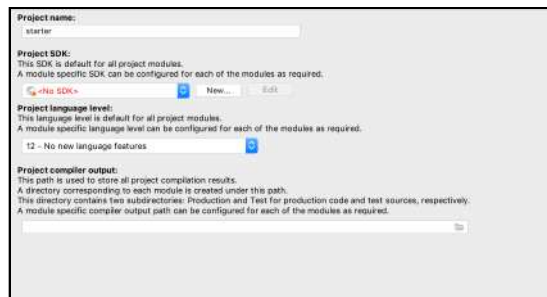 Project name:
starter
Project SDK:
This SDK is default for all project modules.
A module specific SDK can be configured for each of the modules as required.
<No SDK> New... Edit
Project language level:
This language level is default for all project modules.
A module specific language level can be configured for each of the modules as required.
12 - No new language features
Project compiler output:
This path is used to store all project compilation results.
A directory corresponding to each module is created under this path.
This directory contains two subdirectories: Production and Test for production code and test sources, respectively.
A module specific compiler output path can be configured for each of the modules as required.